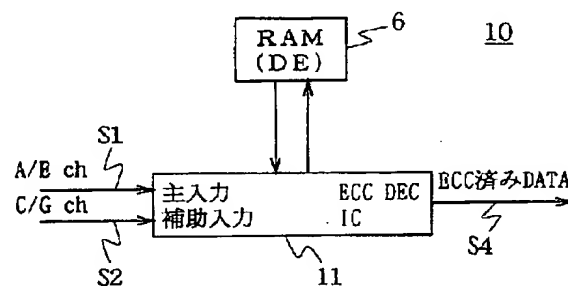 RAM
(DE)
6
10
S1
A/E ch
C/G ch
主入力
補助入力
ECC DEC
IC
ECC済みDATA
S2
11
S4